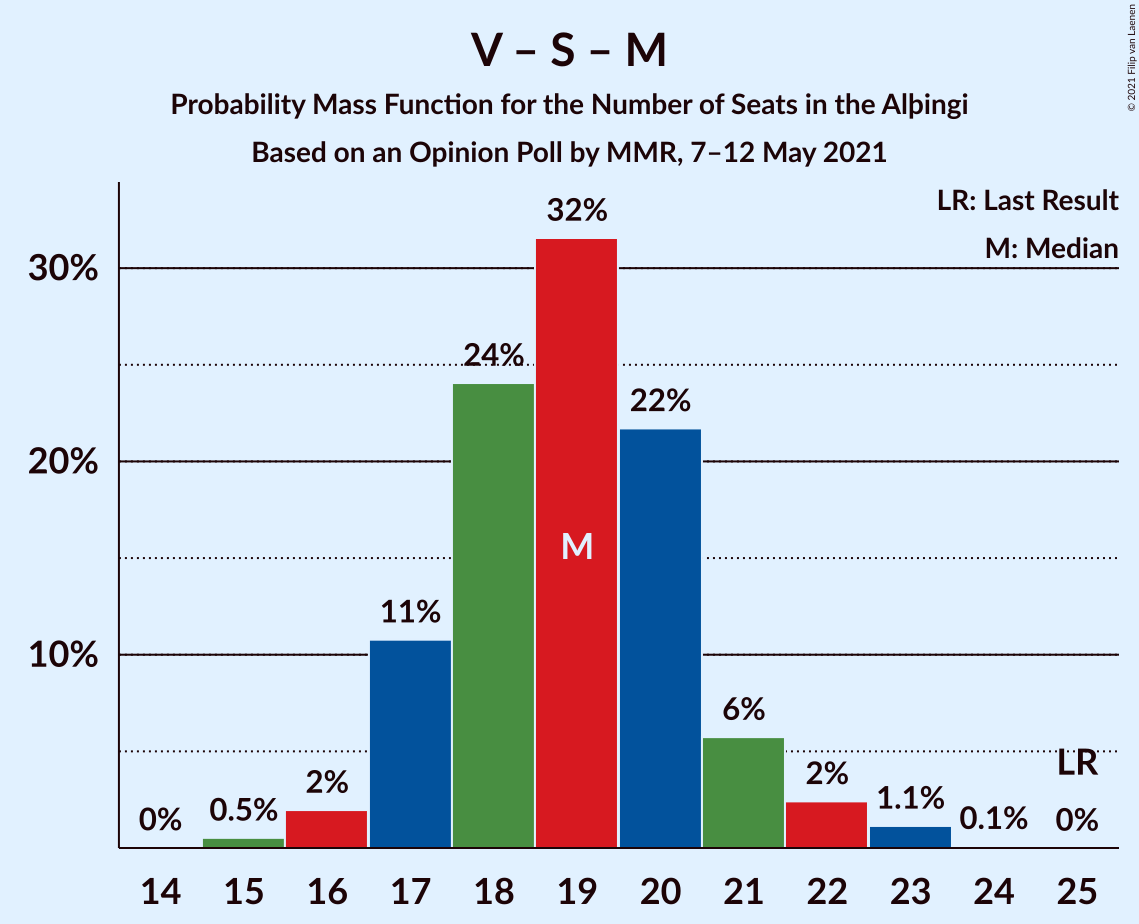 V – S – M
Probability Mass Function for the Number of Seats in the Alþingi
Based on an Opinion Poll by MMR, 7–12 May 2021
© 2021 Filip van Laenen
LR: Last Result
M: Median
32%
30%
24%
22%
20%
M
11%
10%
6%
LR
2%
2%
1.1%
0.5%
0%
0.1%
0%
14 15 16 17 18 19 20 21 22 23 24 25